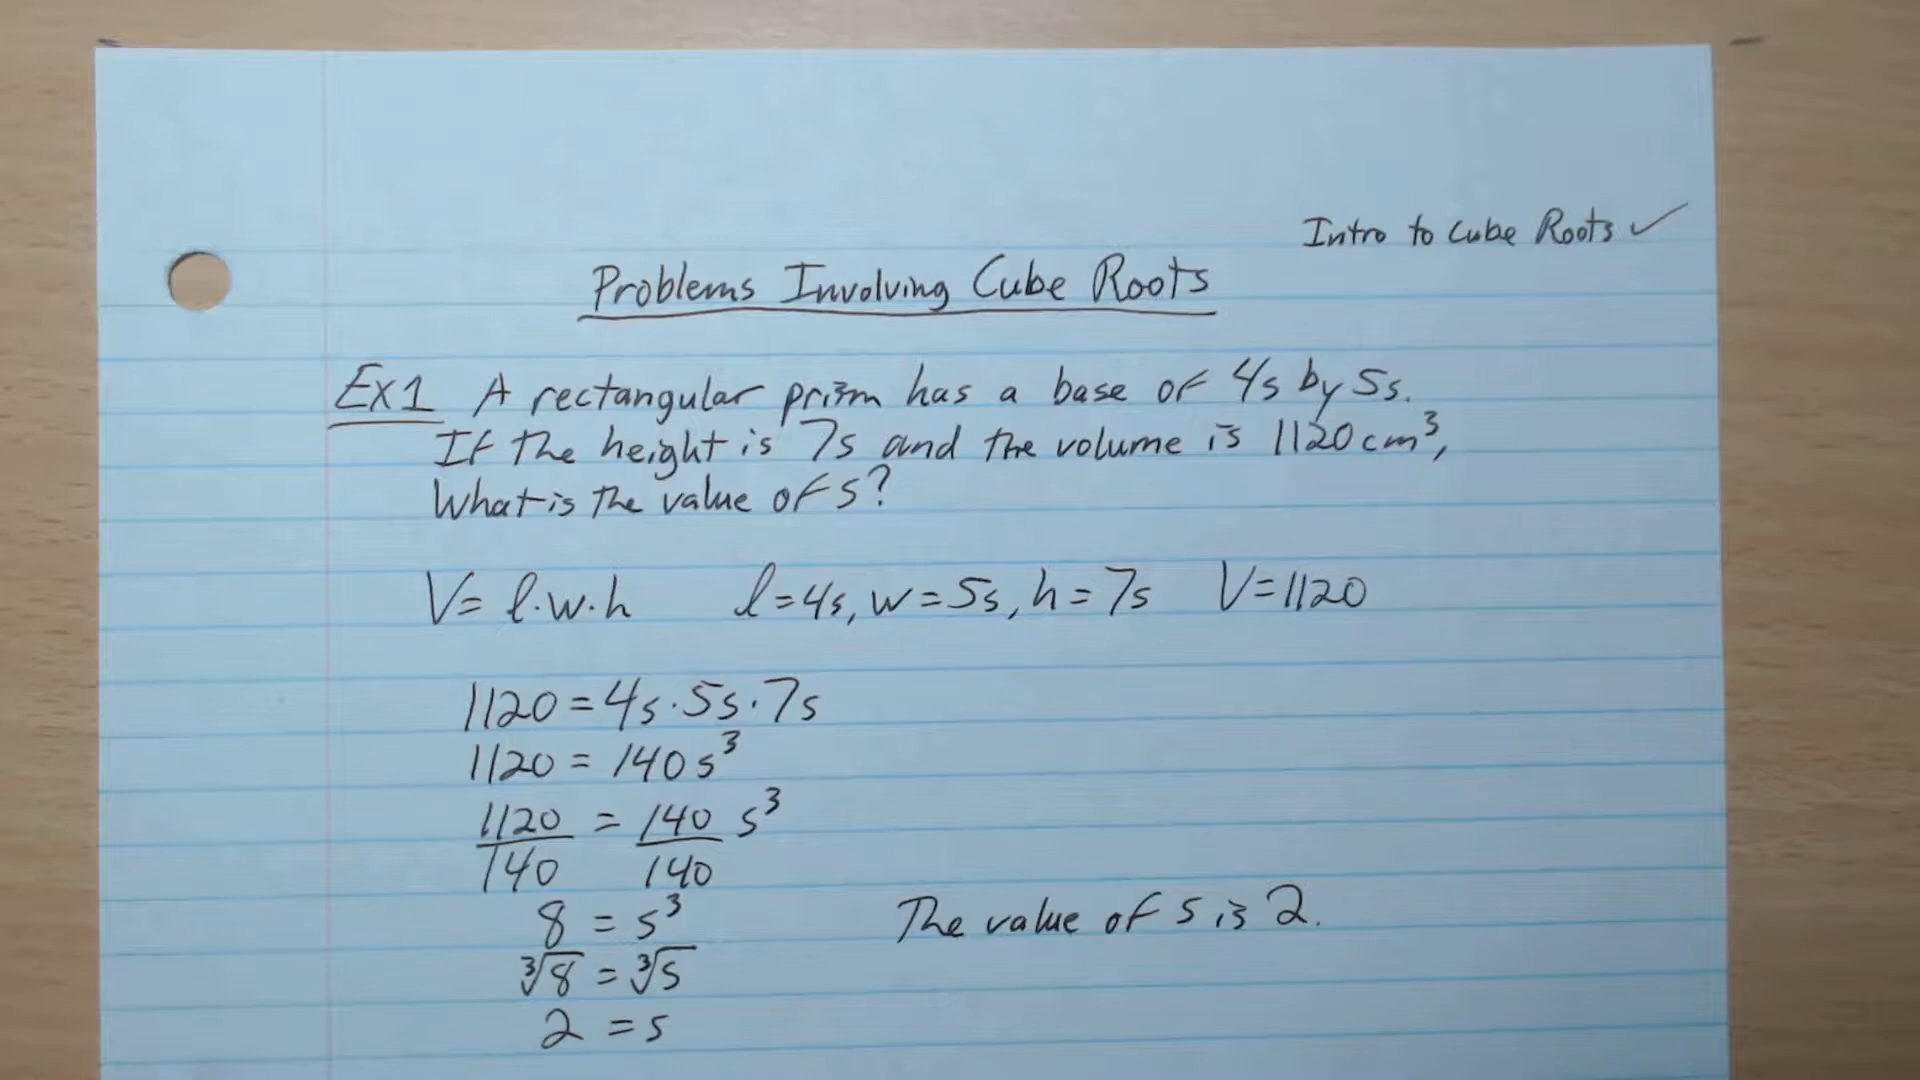 Intro to Cube Roots ✓
Problems Involving Cube Roots
Ex1 A rectangular prism has a base of 4s by 5s.
If the height is 7s and the volume is 1120cm³,
What is the value of s?
V= l·w·h l=4s, w=5s, h=7s V=1120
1120=4s·5s·7s
1120 = 140s³
1120/140 = 140/140 s³
8 = s³ The value of s is 2.
∛8 = ∛s
2 = s